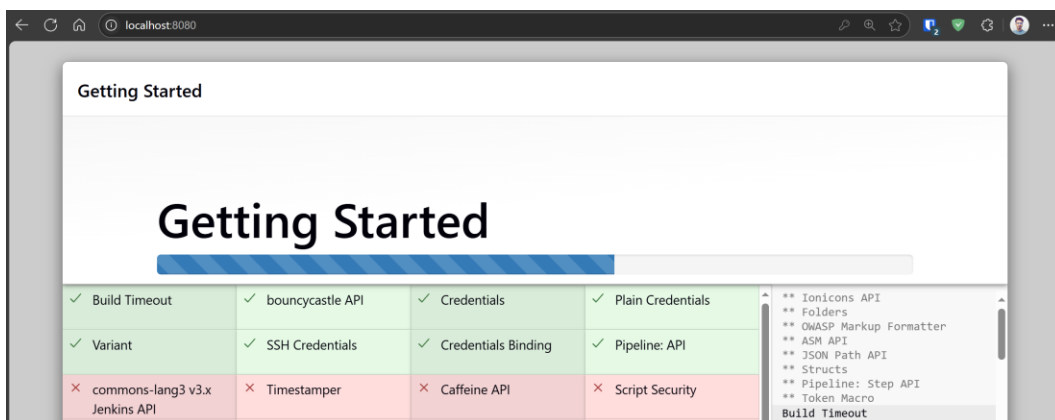 localhost:8080
2
Getting Started
Getting Started
Build Timeout
bouncycastle API
Credentials
Plain Credentials
Variant
SSH Credentials
Credentials Binding
Pipeline: API
commons-lang3 v3.x
Jenkins API
Timestamper
Caffeine API
Script Security
** Ionicons API
** Folders
** OWASP Markup Formatter
** ASM API
** JSON Path API
** Structs
** Pipeline: Step API
** Token Macro
Build Timeout